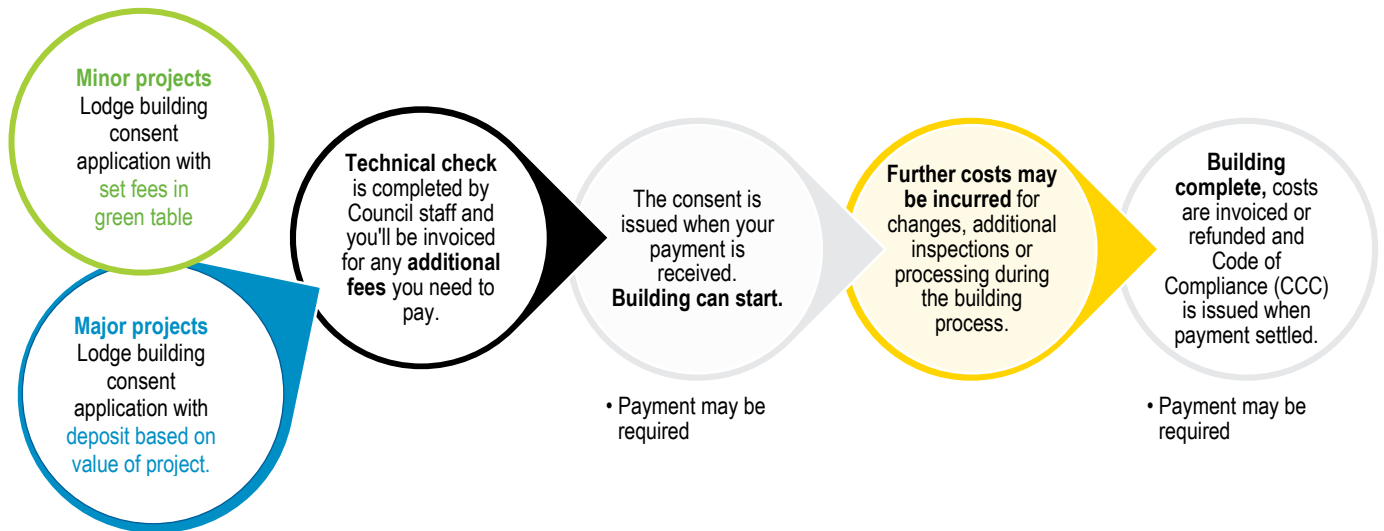 Minor projects
Lodge building
consent
application with
set fees in
green table
Major projects
Lodge building
consent
application with
deposit based on
value of project.
Technical check
is completed by
Council staff and
you'll be invoiced
for any additional
fees you need to
pay.
The consent is
issued when your
payment is
received.
Building can start.
• Payment may be
required
Further costs may
be incurred for
changes, additional
inspections or
processing during
the building
process.
Building
complete, costs
are invoiced or
refunded and
Code of
Compliance (CCC)
is issued when
payment settled.
• Payment may be
required